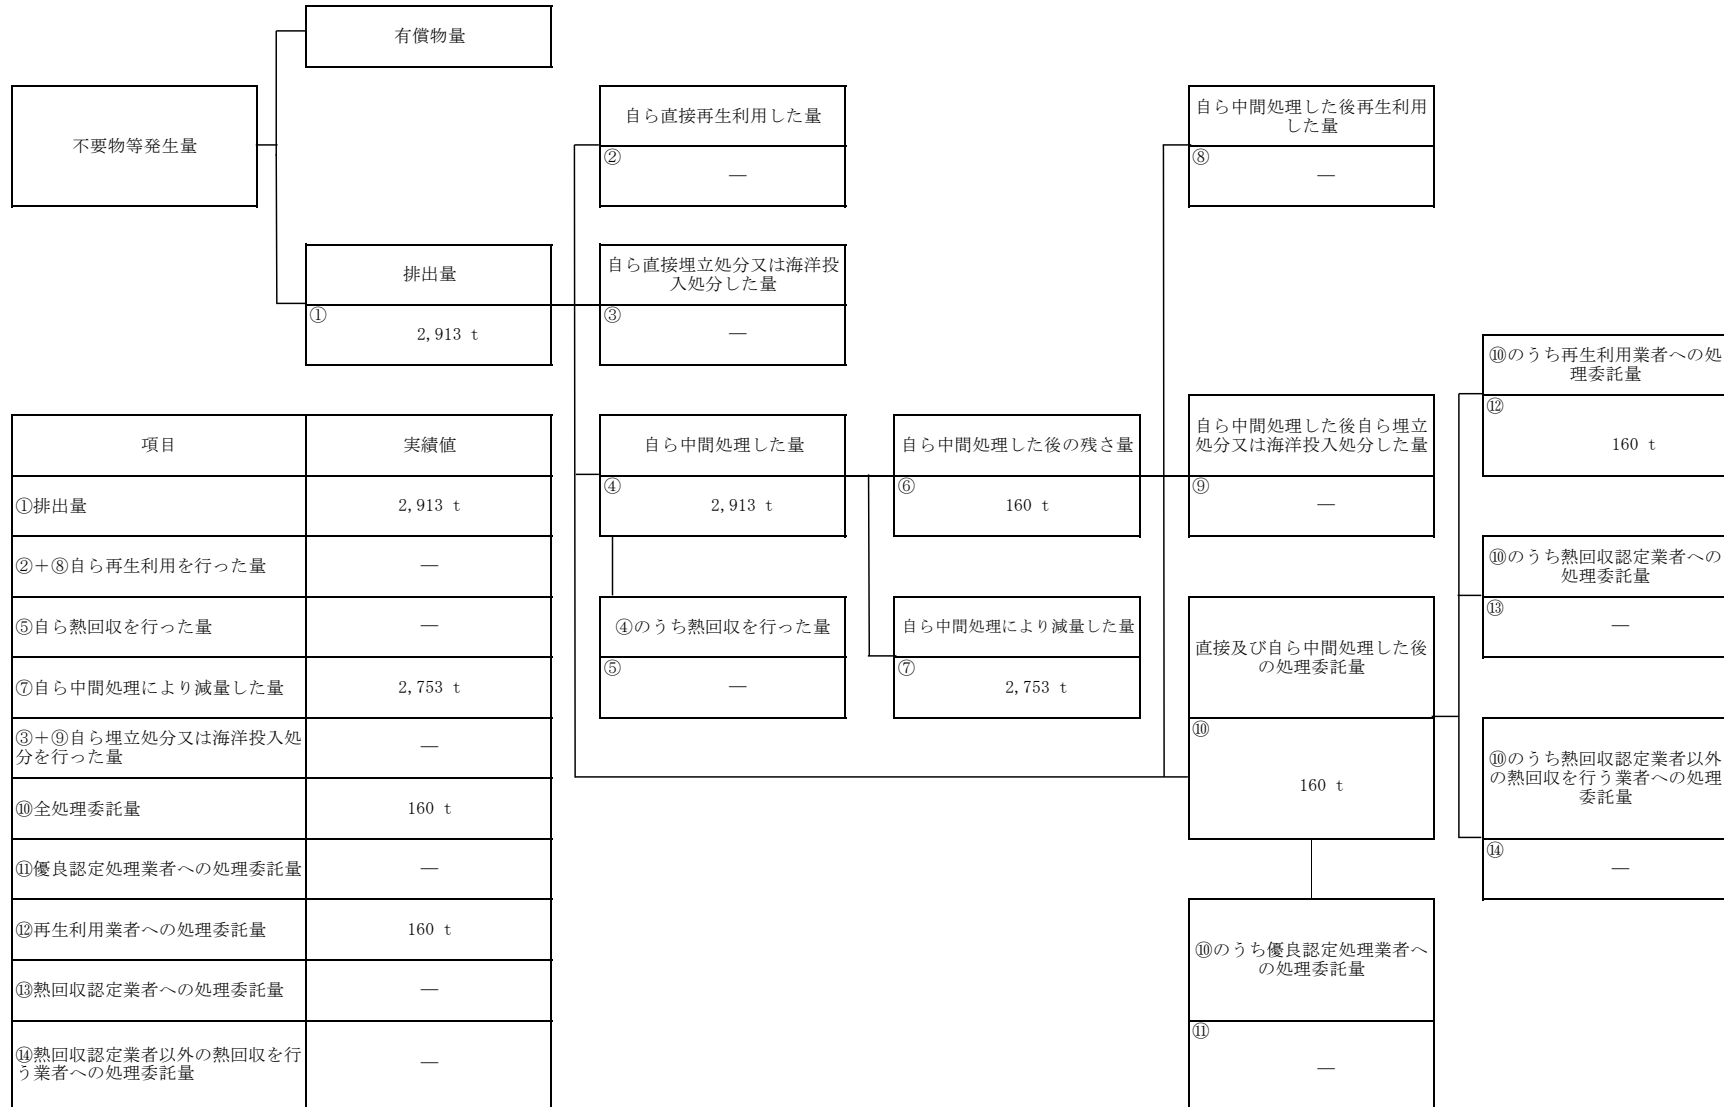 有償物量
不要物等発生量
自ら直接再生利用した量
②
―
自ら中間処理した後再生利用
した量
⑧
―
排出量
①
2,913 t
自ら直接埋立処分又は海洋投
入処分した量
③
―
⑩のうち再生利用業者への処
理委託量
⑫
160 t
項目
実績値
①排出量
2,913 t
②+⑧自ら再生利用を行った量
―
⑤自ら熱回収を行った量
―
⑦自ら中間処理により減量した量
2,753 t
③+⑨自ら埋立処分又は海洋投入処
分を行った量
―
⑩全処理委託量
160 t
⑪優良認定処理業者への処理委託量
―
⑫再生利用業者への処理委託量
160 t
⑬熱回収認定業者への処理委託量
―
⑭熱回収認定業者以外の熱回収を行
う業者への処理委託量
―
自ら中間処理した量
④
2,913 t
自ら中間処理した後の残さ量
⑥
160 t
自ら中間処理した後自ら埋立
処分又は海洋投入処分した量
⑨
―
④のうち熱回収を行った量
⑤
―
自ら中間処理により減量した量
⑦
2,753 t
直接及び自ら中間処理した後
の処理委託量
⑩
160 t
⑩のうち熱回収認定業者への
処理委託量
⑬
―
⑩のうち熱回収認定業者以外
の熱回収を行う業者への処理
委託量
⑭
―
⑩のうち優良認定処理業者へ
の処理委託量
⑪
―